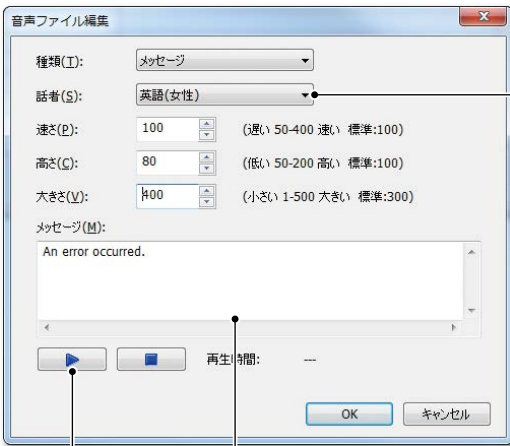 音声ファイル編集
種類(T): メッセージ
話者(S): 英語(女性)
速さ(P): 100 (遅い 50-400 速い 標準:100)
高さ(C): 80 (低い 50-200 高い 標準:100)
大きさ(V): 400 (小さい 1-500 大きい 標準:300)
メッセージ(M):
An error occurred.
再生時間: ---
OK キャンセル